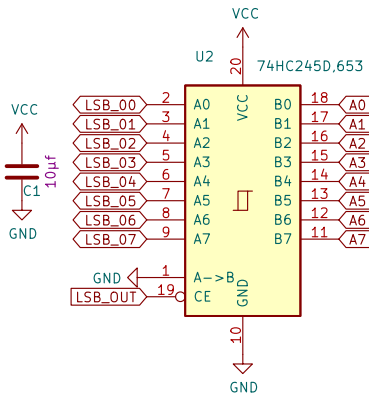 VCC
U2
74HC245D,653
20
VCC
LSB_00 2 A0 B0 18 A0
LSB_01 3 A1 B1 17 A1
LSB_02 4 A2 B2 16 A2
LSB_03 5 A3 B3 15 A3
LSB_04 6 A4 B4 14 A4
LSB_05 7 A5 B5 13 A5
LSB_06 8 A6 B6 12 A6
LSB_07 9 A7 B7 11 A7
VCC
10µf
C1
GND
GND 1 A->B
LSB_OUT 19 CE
GND
10
GND